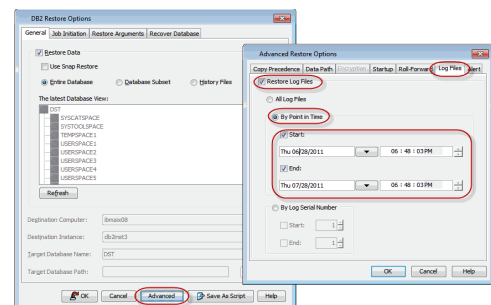 DB2 Restore Options
General Job Initiation Restore Arguments Recover Database
Restore Data
Use Snap Restore
Entire Database Database Subset History Files
The latest Database View:
DST
SYSCATSPACE
SYSTOOLSPACE
TEMPSPACE1
USERSPACE1
USERSPACE2
USERSPACE3
USERSPACE4
USERSPACE5
Refresh
Destination Computer: ibmaix08
Destination Instance: db2inst3
Target Database Name: DST
Target Database Path:
OK Cancel Advanced Save As Script Help
Advanced Restore Options
Copy Precedence Data Path Encryption Startup Roll-Forward Log Files Alert
Restore Log Files
All Log Files
By Point in Time
Start:
Thu 06/28/2011 06 : 48 : 03 PM
End:
Thu 07/28/2011 06 : 48 : 03 PM
By Log Serial Number
Start: 1
End: 1
OK Cancel Help